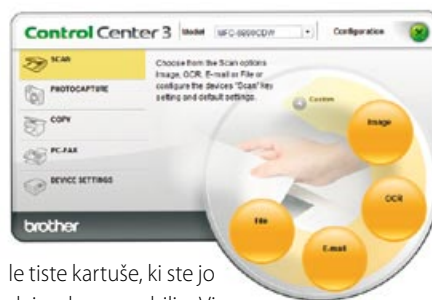 Control Center 3 Model MFC-6890CDW Configuration
SCAN
PHOTOCAPTURE
COPY
PC-FAX
DEVICE SETTINGS
brother
Choose from the Scan options
Image, OCR, E-mail or File or
configure the devices "Scan" key
setting and default settings.
Custom
Image
OCR
E-mail
File
le tiste kartuše, ki ste jo